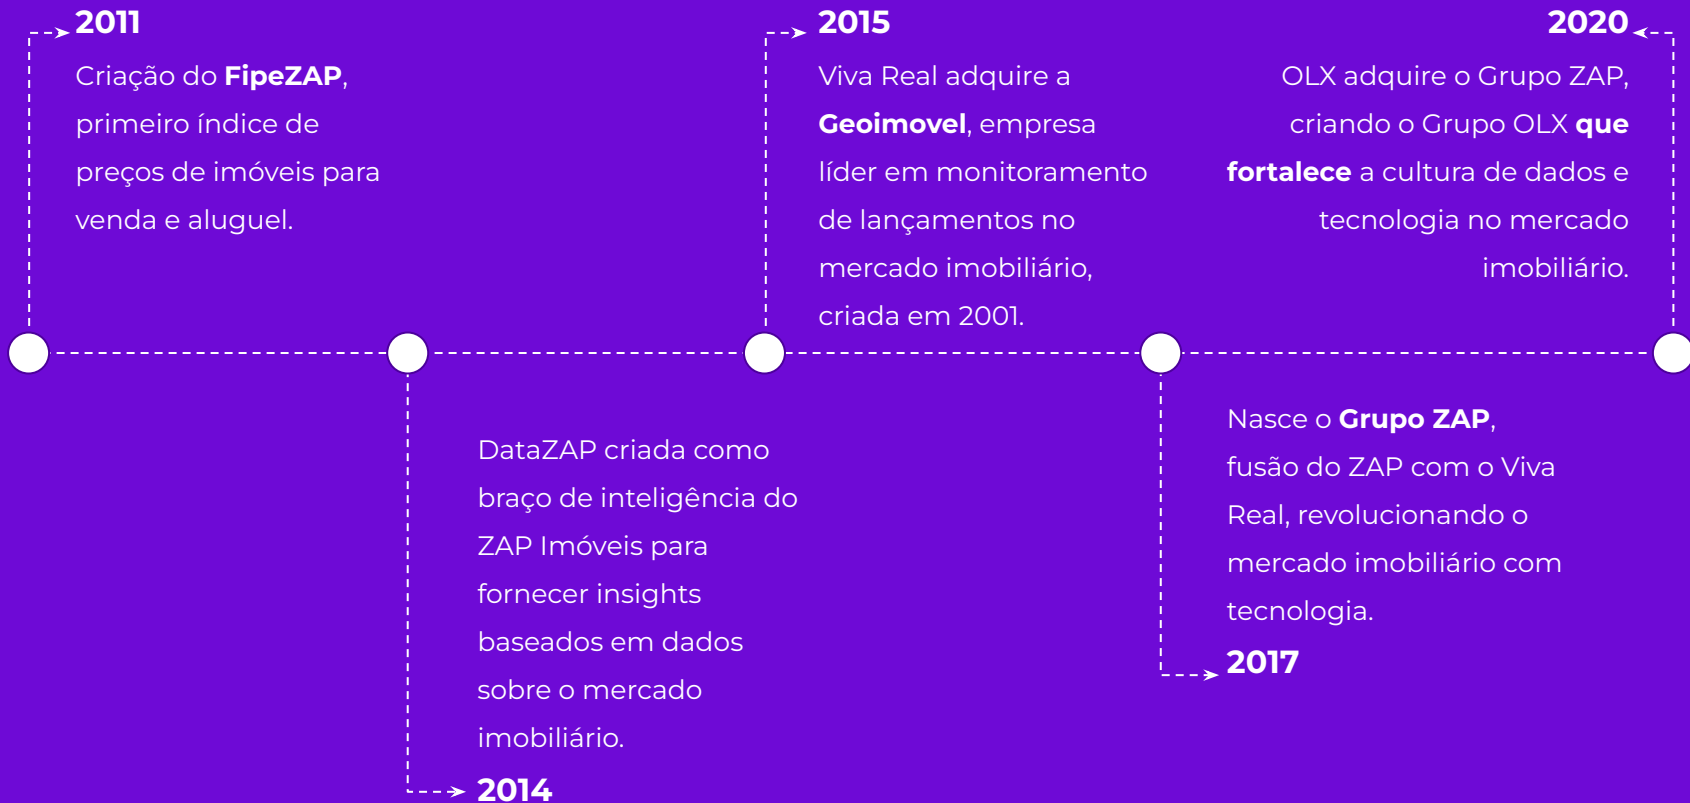 2011
Criação do FipeZAP,
primeiro índice de
preços de imóveis para
venda e aluguel.
DataZAP criada como
braço de inteligência do
ZAP Imóveis para
fornecer insights
baseados em dados
sobre o mercado
imobiliário.
2014
2015
Viva Real adquire a
Geoimovel, empresa
líder em monitoramento
de lançamentos no
mercado imobiliário,
criada em 2001.
Nasce o Grupo ZAP,
fusão do ZAP com o Viva
Real, revolucionando o
mercado imobiliário com
tecnologia.
2017
2020
OLX adquire o Grupo ZAP,
criando o Grupo OLX que
fortalece a cultura de dados e
tecnologia no mercado
imobiliário.